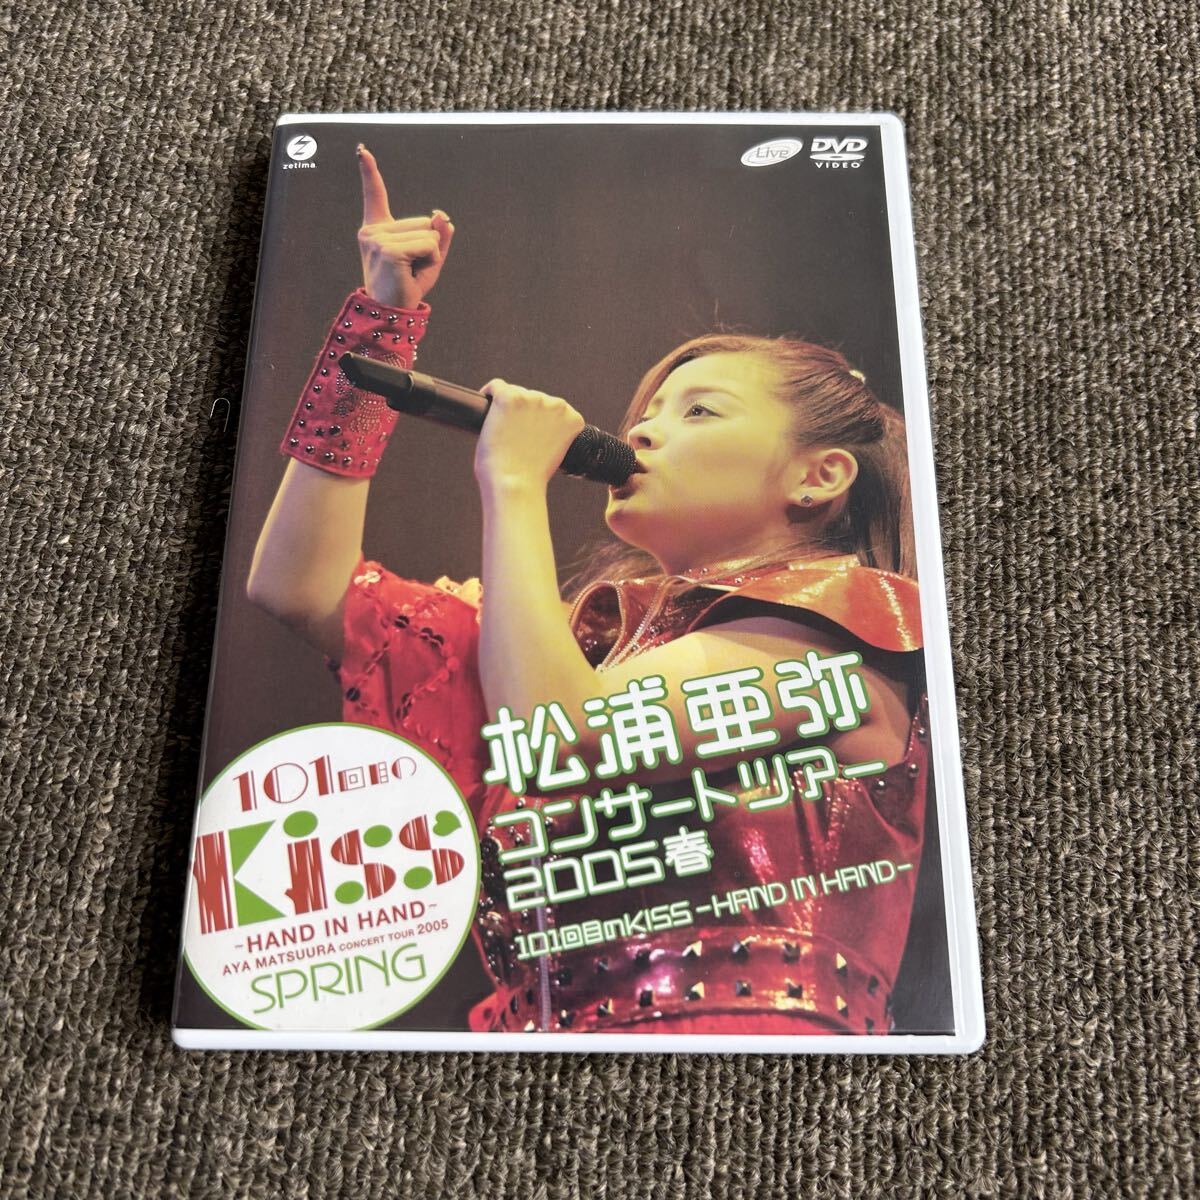 zetima
Live
DVD
VIDEO
松浦亜弥
コンサートツアー
2005春
101回目のKISS -HAND IN HAND-
101回目の
Kiss
~HAND IN HAND~
AYA MATSUURA CONCERT TOUR 2005
SPRING